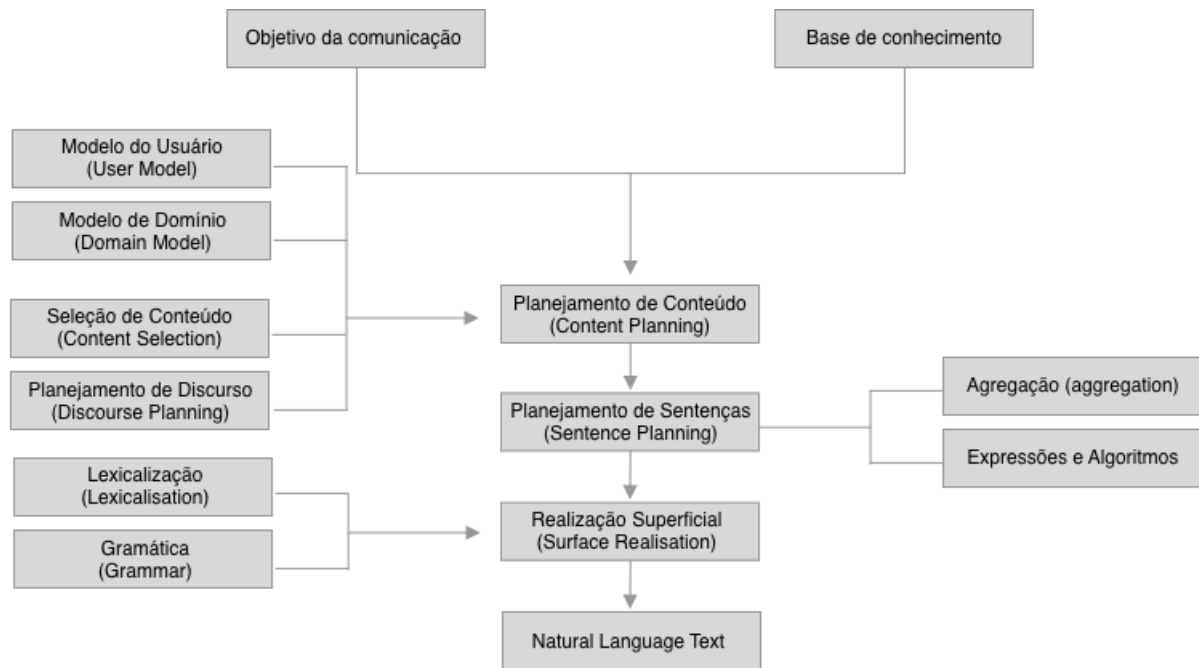 Objetivo da comunicação
Base de conhecimento
Modelo do Usuário
(User Model)
Modelo de Domínio
(Domain Model)
Seleção de Conteúdo
(Content Selection)
Planejamento de Discurso
(Discourse Planning)
Lexicalização
(Lexicalisation)
Gramática
(Grammar)
Planejamento de Conteúdo
(Content Planning)
Planejamento de Sentenças
(Sentence Planning)
Realização Superficial
(Surface Realisation)
Natural Language Text
Agregação (aggregation)
Expressões e Algoritmos